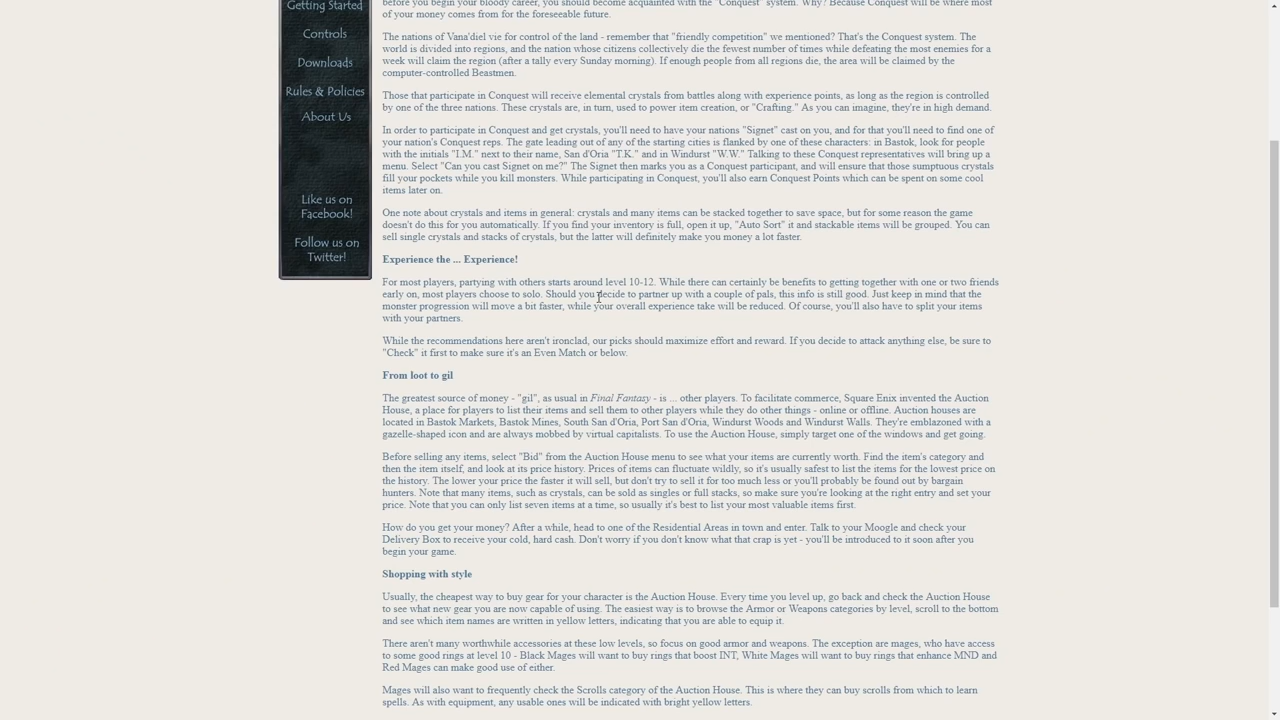 Getting Started
Controls
Downloads
Rules & Policies
About Us
Like us on
Facebook!
Follow us on
Twitter!
before you begin your bloody career, you should become acquainted with the "Conquest" system. Why? Because Conquest will be where most
of your money comes from for the foreseeable future.
The nations of Vana'diel vie for control of the land - remember that "friendly competition" we mentioned? That's the Conquest system. The
world is divided into regions, and the nation whose citizens collectively die the fewest number of times while defeating the most enemies for a
week will claim the region (after a tally every Sunday morning). If enough people from all regions die, the area will be claimed by the
computer-controlled Beastmen.
Those that participate in Conquest will receive elemental crystals from battles along with experience points, as long as the region is controlled
by one of the three nations. These crystals are, in turn, used to power item creation, or "Crafting." As you can imagine, they're in high demand.
In order to participate in Conquest and get crystals, you'll need to have your nations "Signet" cast on you, and for that you'll need to find one of
your nation's Conquest reps. The gate leading out of any of the starting cities is flanked by one of these characters: in Bastok, look for people
with the initials "I.M." next to their name, San d'Oria "T.K." and in Windurst "W.W." Talking to these Conquest representatives will bring up a
menu. Select "Can you cast Signet on me?" The Signet then marks you as a Conquest participant, and will ensure that those sumptuous crystals
fill your pockets while you kill monsters. While participating in Conquest, you'll also earn Conquest Points which can be spent on some cool
items later on.
One note about crystals and items in general: crystals and many items can be stacked together to save space, but for some reason the game
doesn't do this for you automatically. If you find your inventory is full, open it up, "Auto Sort" it and stackable items will be grouped. You can
sell single crystals and stacks of crystals, but the latter will definitely make you money a lot faster.
Experience the ... Experience!
For most players, partying with others starts around level 10-12. While there can certainly be benefits to getting together with one or two friends
early on, most players choose to solo. Should you decide to partner up with a couple of pals, this info is still good. Just keep in mind that the
monster progression will move a bit faster, while your overall experience take will be reduced. Of course, you'll also have to split your items
with your partners.
While the recommendations here aren't ironclad, our picks should maximize effort and reward. If you decide to attack anything else, be sure to
"Check" it first to make sure it's an Even Match or below.
From loot to gil
The greatest source of money - "gil", as usual in Final Fantasy - is ... other players. To facilitate commerce, Square Enix invented the Auction
House, a place for players to list their items and sell them to other players while they do other things - online or offline. Auction houses are
located in Bastok Markets, Bastok Mines, South San d'Oria, Port San d'Oria, Windurst Woods and Windurst Walls. They're emblazoned with a
gazelle-shaped icon and are always mobbed by virtual capitalists. To use the Auction House, simply target one of the windows and get going.
Before selling any items, select "Bid" from the Auction House menu to see what your items are currently worth. Find the item's category and
then the item itself, and look at its price history. Prices of items can fluctuate wildly, so it's usually safest to list the items for the lowest price on
the history. The lower your price the faster it will sell, but don't try to sell it for too much less or you'll probably be found out by bargain
hunters. Note that many items, such as crystals, can be sold as singles or full stacks, so make sure you're looking at the right entry and set your
price. Note that you can only list seven items at a time, so usually it's best to list your most valuable items first.
How do you get your money? After a while, head to one of the Residential Areas in town and enter. Talk to your Moogle and check your
Delivery Box to receive your cold, hard cash. Don't worry if you don't know what that crap is yet - you'll be introduced to it soon after you
begin your game.
Shopping with style
Usually, the cheapest way to buy gear for your character is the Auction House. Every time you level up, go back and check the Auction House
to see what new gear you are now capable of using. The easiest way is to browse the Armor or Weapons categories by level, scroll to the bottom
and see which item names are written in yellow letters, indicating that you are able to equip it.
There aren't many worthwhile accessories at these low levels, so focus on good armor and weapons. The exception are mages, who have access
to some good rings at level 10 - Black Mages will want to buy rings that boost INT, White Mages will want to buy rings that enhance MND and
Red Mages can make good use of either.
Mages will also want to frequently check the Scrolls category of the Auction House. This is where they can buy scrolls from which to learn
spells. As with equipment, any usable ones will be indicated with bright yellow letters.